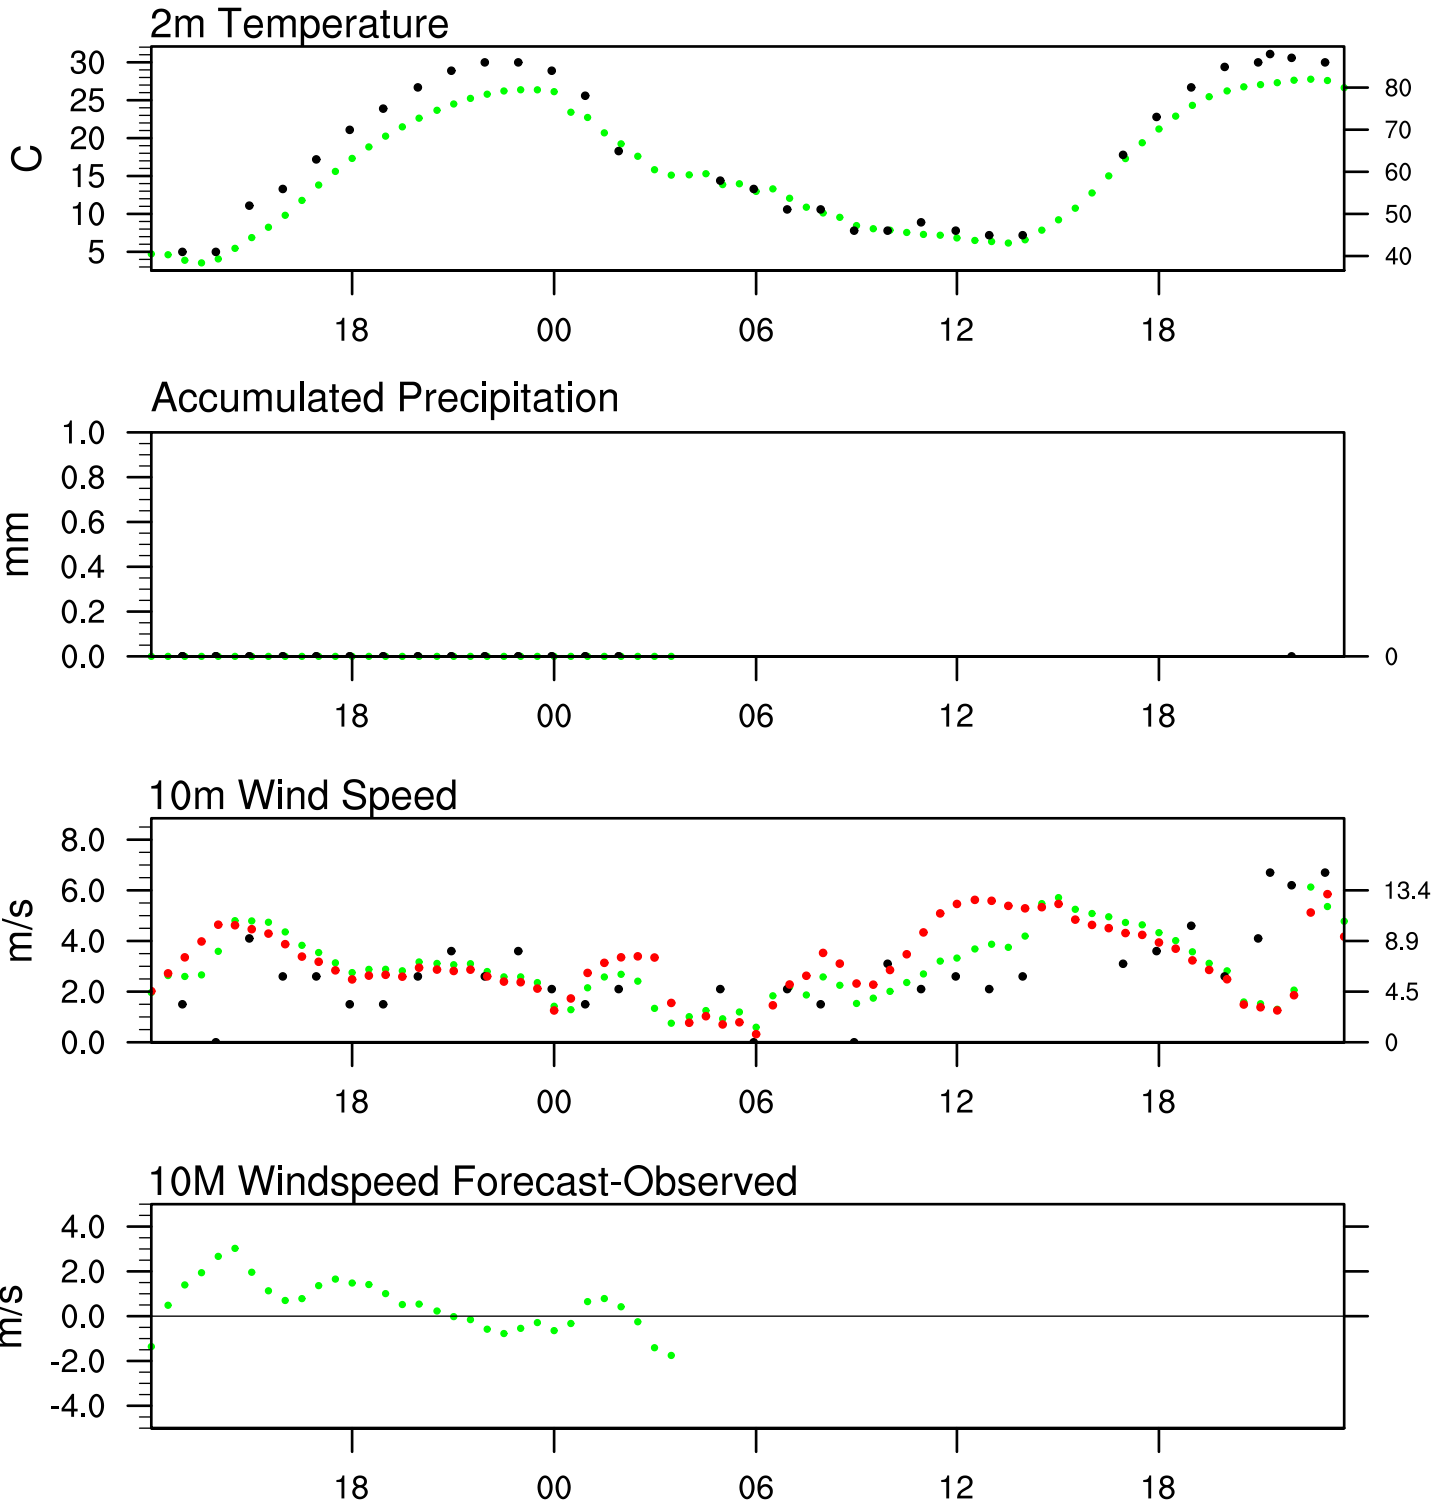 2m Temperature
30
25
20
15
10
5
C
80
70
60
50
40
18 00 06 12 18
Accumulated Precipitation
1.0
0.8
0.6
0.4
0.2
0.0
mm
0
18 00 06 12 18
10m Wind Speed
8.0
6.0
4.0
2.0
0.0
m/s
13.4
8.9
4.5
0
18 00 06 12 18
10M Windspeed Forecast-Observed
4.0
2.0
0.0
-2.0
-4.0
m/s
18 00 06 12 18